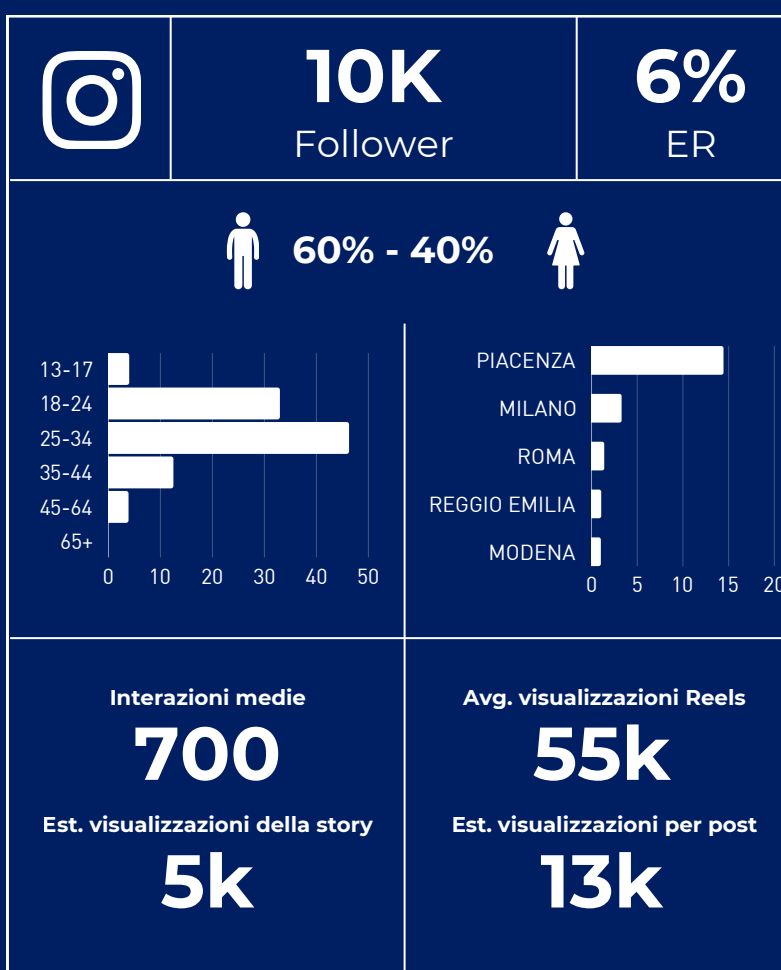 10K
Follower
6%
ER
60% - 40%
13-17
18-24
25-34
35-44
45-64
65+
0 10 20 30 40 50
PIACENZA
MILANO
ROMA
REGGIO EMILIA
MODENA
0 5 10 15 20
Interazioni medie
700
Est. visualizzazioni della story
5k
Avg. visualizzazioni Reels
55k
Est. visualizzazioni per post
13k